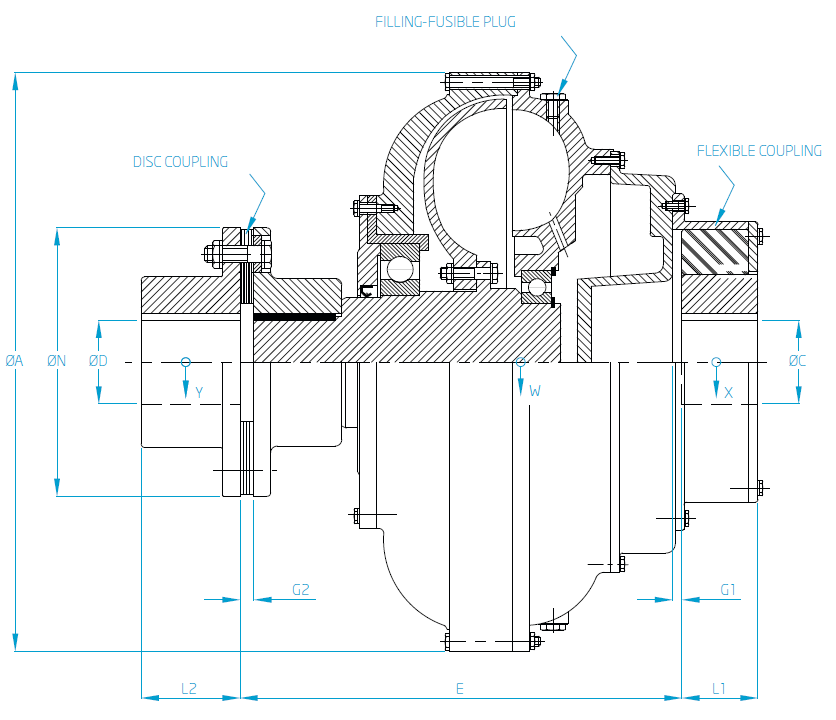 FILLING-FUSIBLE PLUG
FLEXIBLE COUPLING
DISC COUPLING
ØA
ØN
ØD
Y
W
X
ØC
G2
G1
L2
E
L1